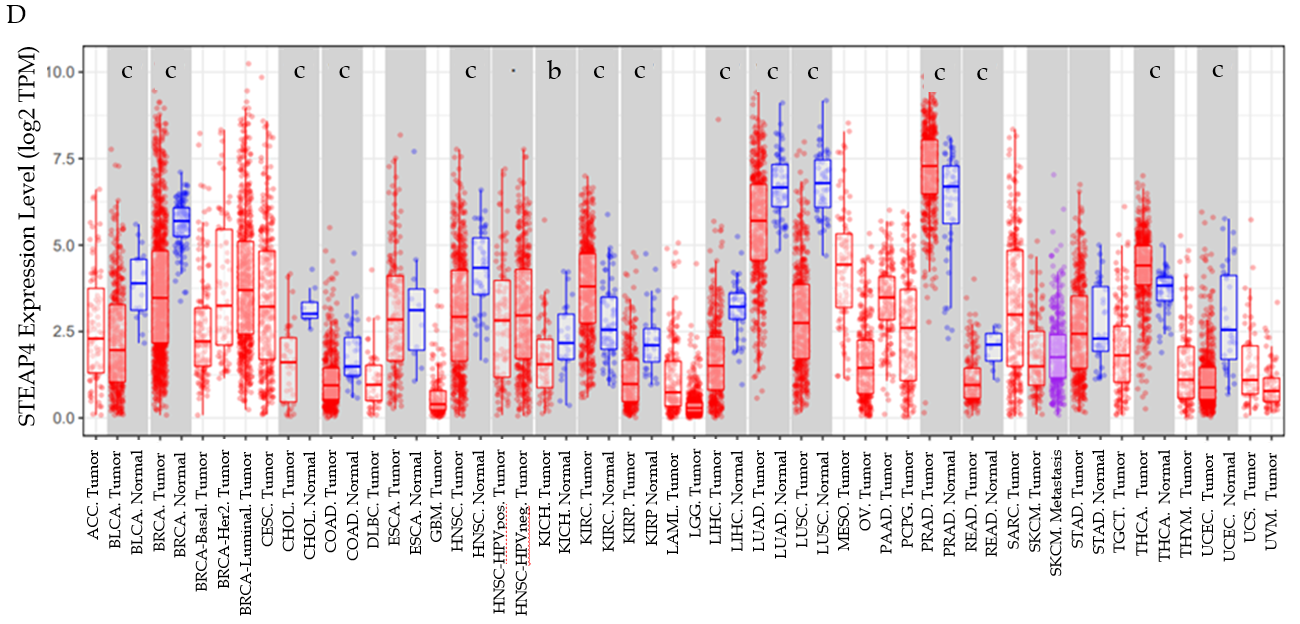 D
STEAP4 Expression Level (log2 TPM)
10.0
7.5
5.0
2.5
0.0
c
c
c
c
c
b
c
c
c
c
c
c
c
c
c
ACC. Tumor
BLCA. Tumor
BLCA. Normal
BRCA. Tumor
BRCA. Normal
BRCA-Basal. Tumor
BRCA-Her2. Tumor
BRCA-Luminal. Tumor
CESC. Tumor
CHOL. Tumor
CHOL. Normal
COAD. Tumor
COAD. Normal
DLBC. Tumor
ESCA. Tumor
ESCA. Normal
GBM. Tumor
HNSC. Tumor
HNSC. Normal
HNSC-HPVpos. Tumor
HNSC-HPVneg. Tumor
KICH. Tumor
KICH. Normal
KIRC. Tumor
KIRC. Normal
KIRP. Tumor
KIRP Normal
LAML. Tumor
LGG. Tumor
LIHC. Tumor
LIHC. Normal
LUAD. Tumor
LUAD. Normal
LUSC. Tumor
LUSC. Normal
MESO. Tumor
OV. Tumor
PAAD. Tumor
PCPG. Tumor
PRAD. Tumor
PRAD. Normal
READ. Tumor
READ. Normal
SARC. Tumor
SKCM. Tumor
SKCM. Metastasis
STAD. Tumor
STAD. Normal
TGCT. Tumor
THCA. Tumor
THCA. Normal
THYM. Tumor
UCEC. Tumor
UCEC. Normal
UCS. Tumor
UVM. Tumor